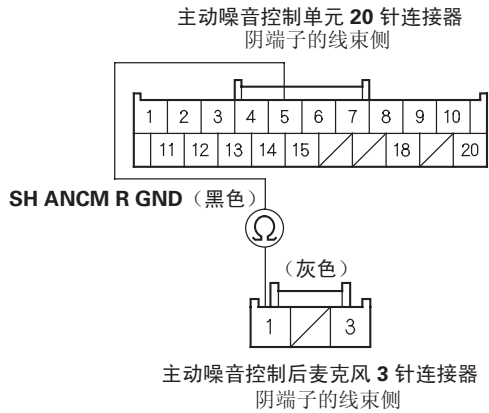 主动噪音控制单元 20 针连接器
阴端子的线束侧
1 2 3 4 5 6 7 8 9 10
11 12 13 14 15 18 20
SH ANCM R GND（黑色）
Ω
（灰色）
1 3
主动噪音控制后麦克风 3 针连接器
阴端子的线束侧